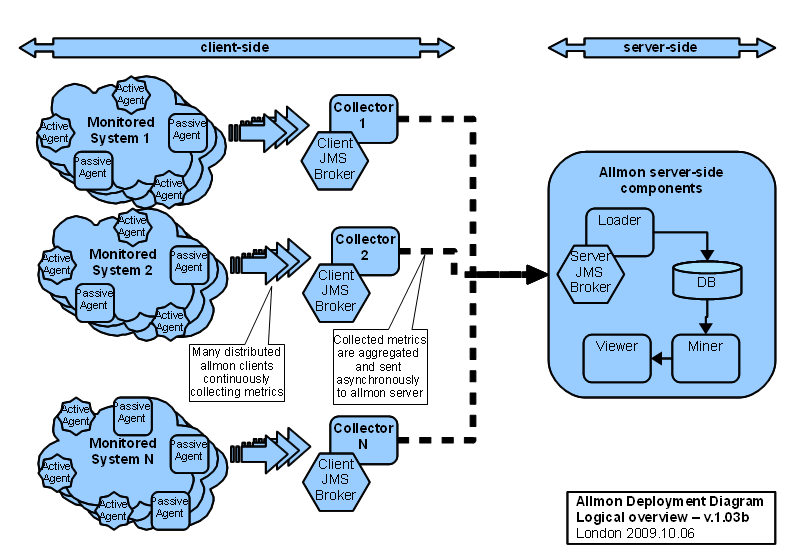 client-side
server-side
Active
Agent
Monitored
System 1
Active
Agent
Passive
Agent
Passive
Agent
Active
Agent
Collector
1
Client
JMS
Broker
Active
Agent
Monitored
System 2
Active
Agent
Passive
Agent
Passive
Agent
Active
Agent
Collector
2
Client
JMS
Broker
Many distributed
allmon clients
continuously
collecting metrics
Collected metrics
are aggregated
and sent
asynchronously
to allmon server
Active
Agent
Passive
Agent
Monitored
System N
Passive
Agent
Active
Agent
Active
Agent
Passive
Agent
Collector
N
Client
JMS
Broker
Allmon server-side
components
Loader
Server
JMS
Broker
DB
Viewer
Miner
Allmon Deployment Diagram
Logical overview – v.1.03b
London 2009.10.06